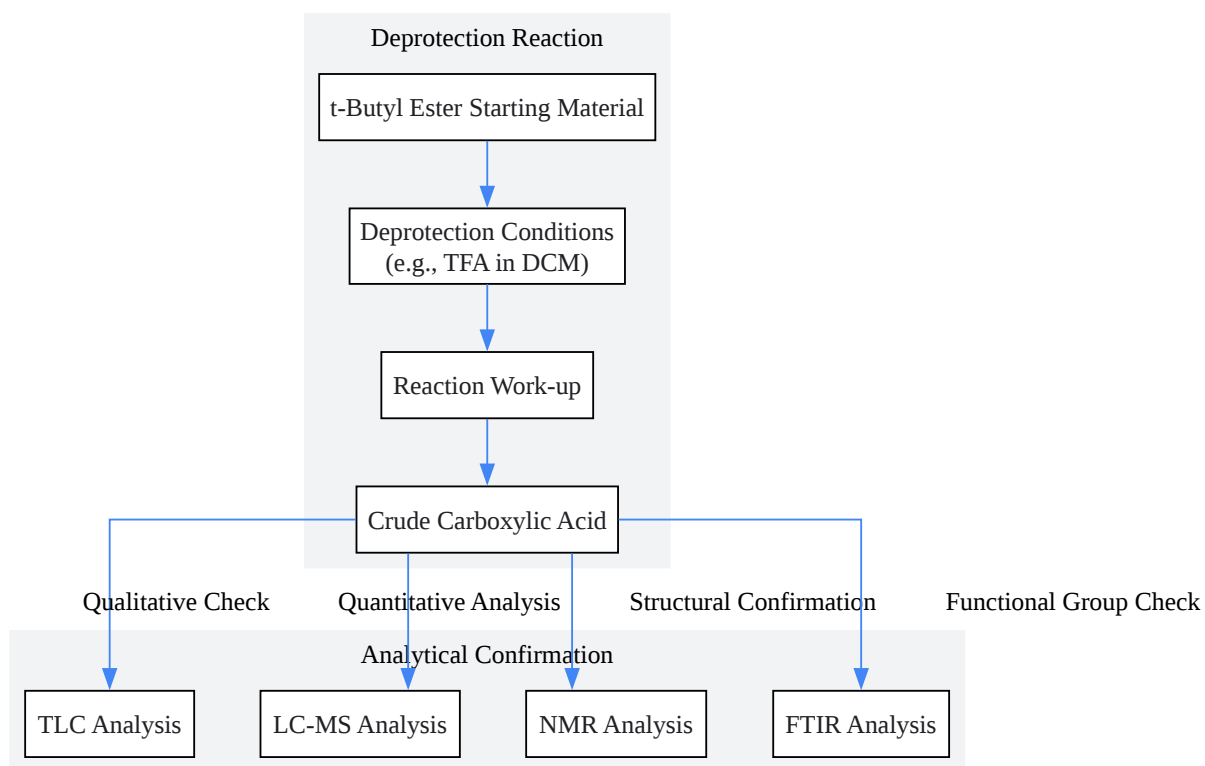 Deprotection Reaction
t-Butyl Ester Starting Material
Deprotection Conditions
(e.g., TFA in DCM)
Reaction Work-up
Crude Carboxylic Acid
Qualitative Check
Quantitative Analysis
Structural Confirmation
Functional Group Check
Analytical Confirmation
TLC Analysis
LC-MS Analysis
NMR Analysis
FTIR Analysis